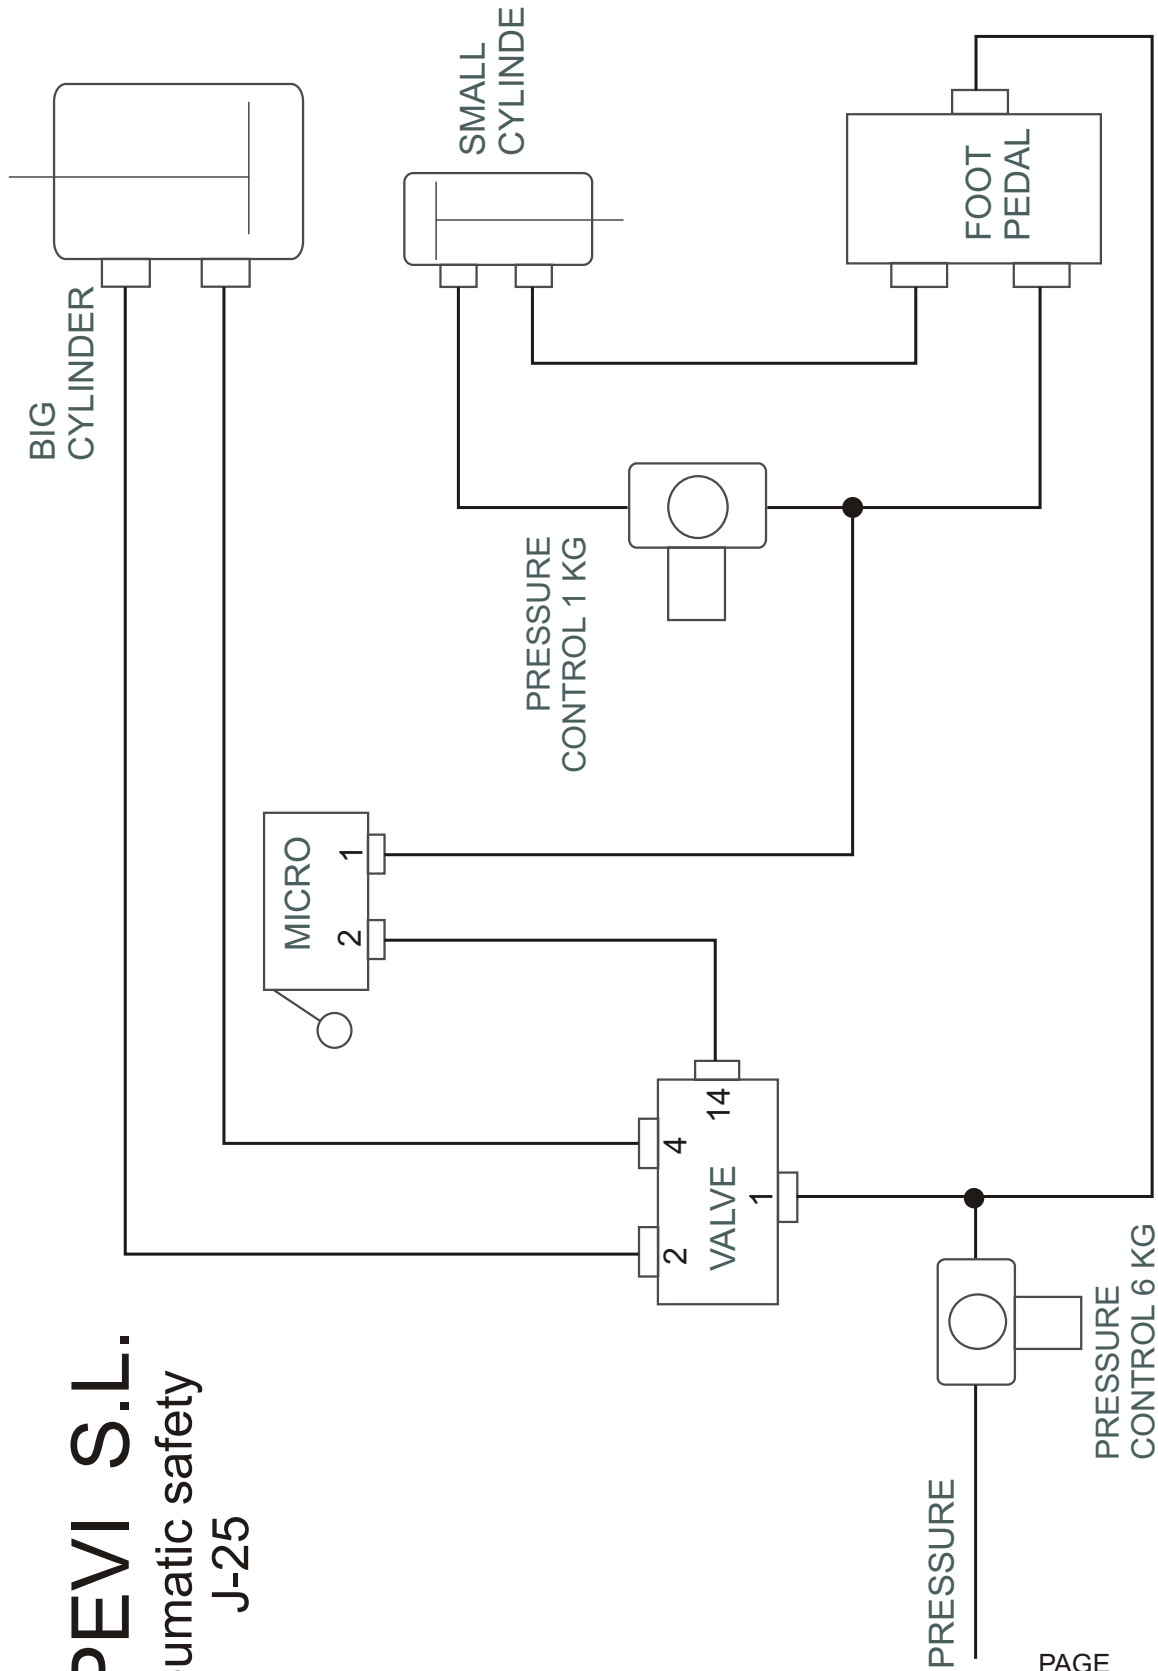 PEVI S.L.
umatic safety
J-25
BIG
CYLINDER
SMALL
CYLINDE
FOOT
PEDAL
PRESSURE
CONTROL 1 KG
MICRO
1
2
14
4
2
VALVE
1
PRESSURE
CONTROL 6 KG
PRESSURE
PAGE